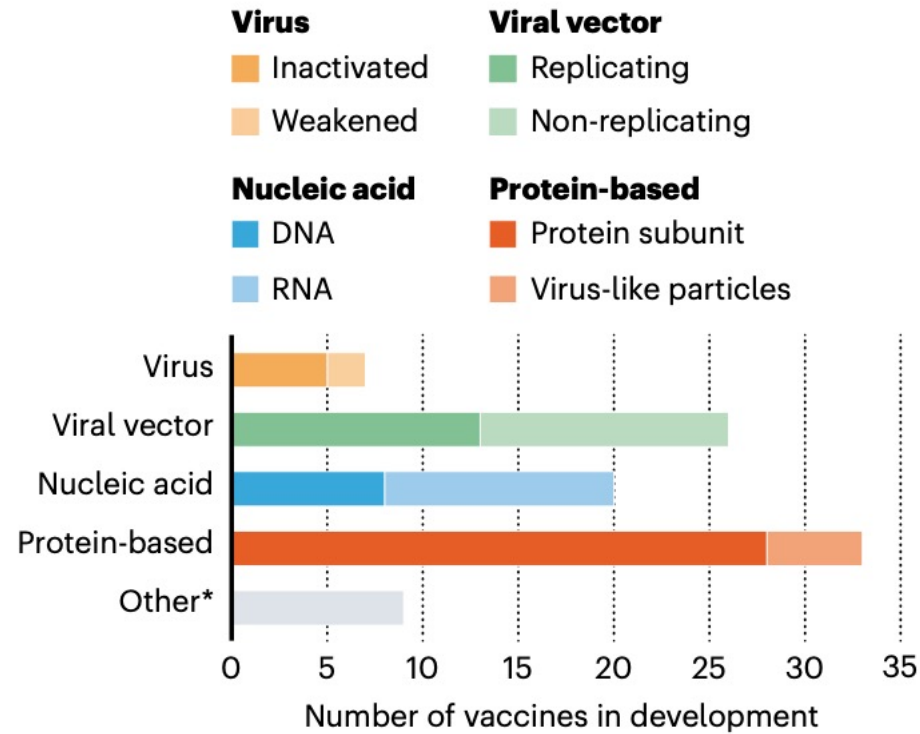 Virus
Inactivated
Weakened
Viral vector
Replicating
Non-replicating
Nucleic acid
DNA
RNA
Protein-based
Protein subunit
Virus-like particles
Virus
Viral vector
Nucleic acid
Protein-based
Other*
0 5 10 15 20 25 30 35
Number of vaccines in development